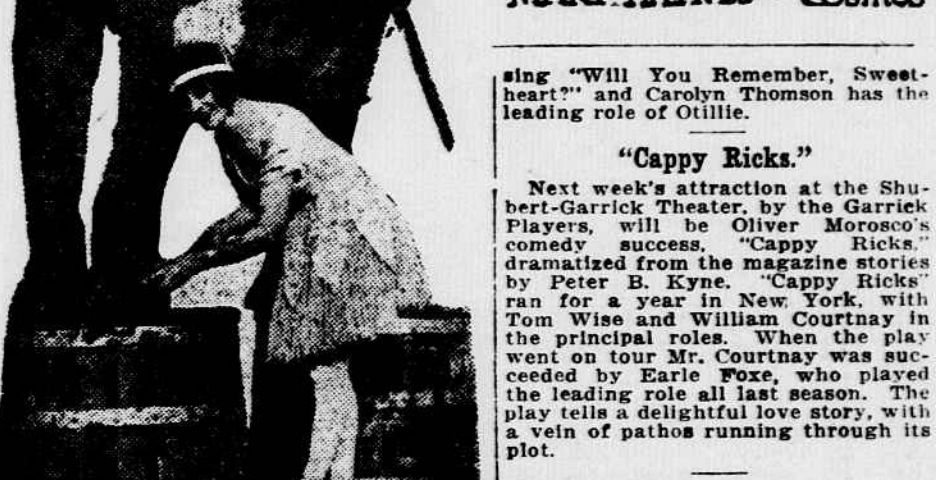 sing "Will You Remember, Sweet-
heart?" and Carolyn Thomson has the
leading role of Otillie.
"Cappy Ricks."
Next week's attraction at the Shu-
bert-Garrick Theater, by the Garrick
Players, will be Oliver Morosco's
comedy success, "Cappy Ricks,"
dramatized from the magazine stories
by Peter B. Kyne. "Cappy Ricks"
ran for a year in New York, with
Tom Wise and William Courtnay in
the principal roles. When the play
went on tour Mr. Courtnay was suc-
ceeded by Earle Foxe, who played
the leading role all last season. The
play tells a delightful love story, with
a vein of pathos running through its
plot.